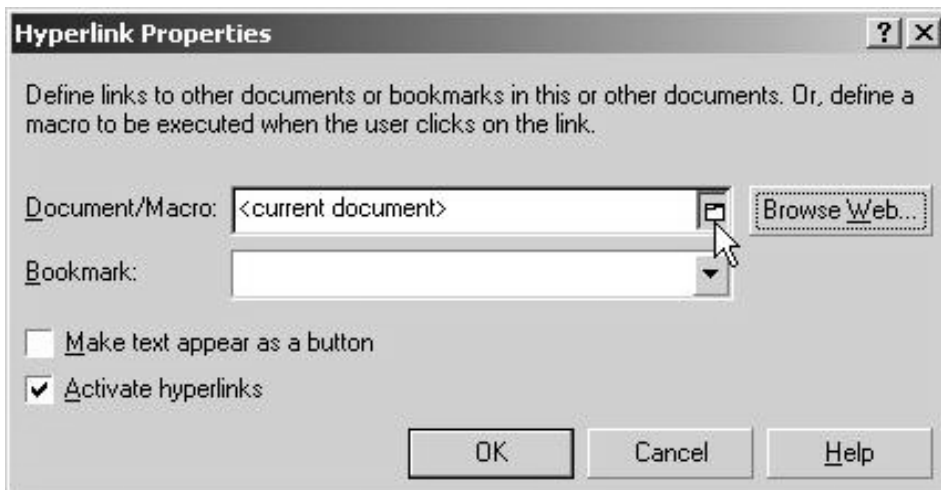 Hyperlink Properties
Define links to other documents or bookmarks in this or other documents. Or, define a
macro to be executed when the user clicks on the link.
Document/Macro: <current document> Browse Web...
Bookmark:
Make text appear as a button
Activate hyperlinks
OK Cancel Help